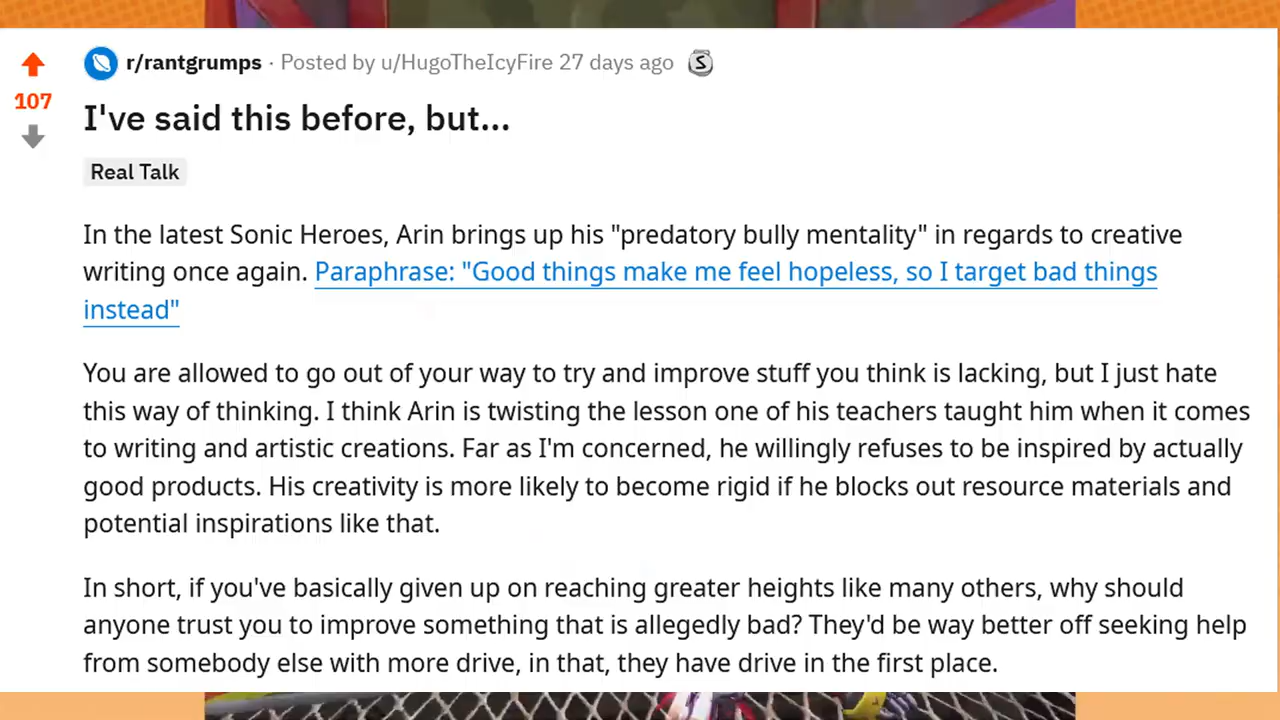 r/rantgrumps · Posted by u/HugoTheIcyFire 27 days ago S
107
I've said this before, but...
Real Talk
In the latest Sonic Heroes, Arin brings up his "predatory bully mentality" in regards to creative
writing once again. Paraphrase: "Good things make me feel hopeless, so I target bad things
instead"
You are allowed to go out of your way to try and improve stuff you think is lacking, but I just hate
this way of thinking. I think Arin is twisting the lesson one of his teachers taught him when it comes
to writing and artistic creations. Far as I'm concerned, he willingly refuses to be inspired by actually
good products. His creativity is more likely to become rigid if he blocks out resource materials and
potential inspirations like that.
In short, if you've basically given up on reaching greater heights like many others, why should
anyone trust you to improve something that is allegedly bad? They'd be way better off seeking help
from somebody else with more drive, in that, they have drive in the first place.